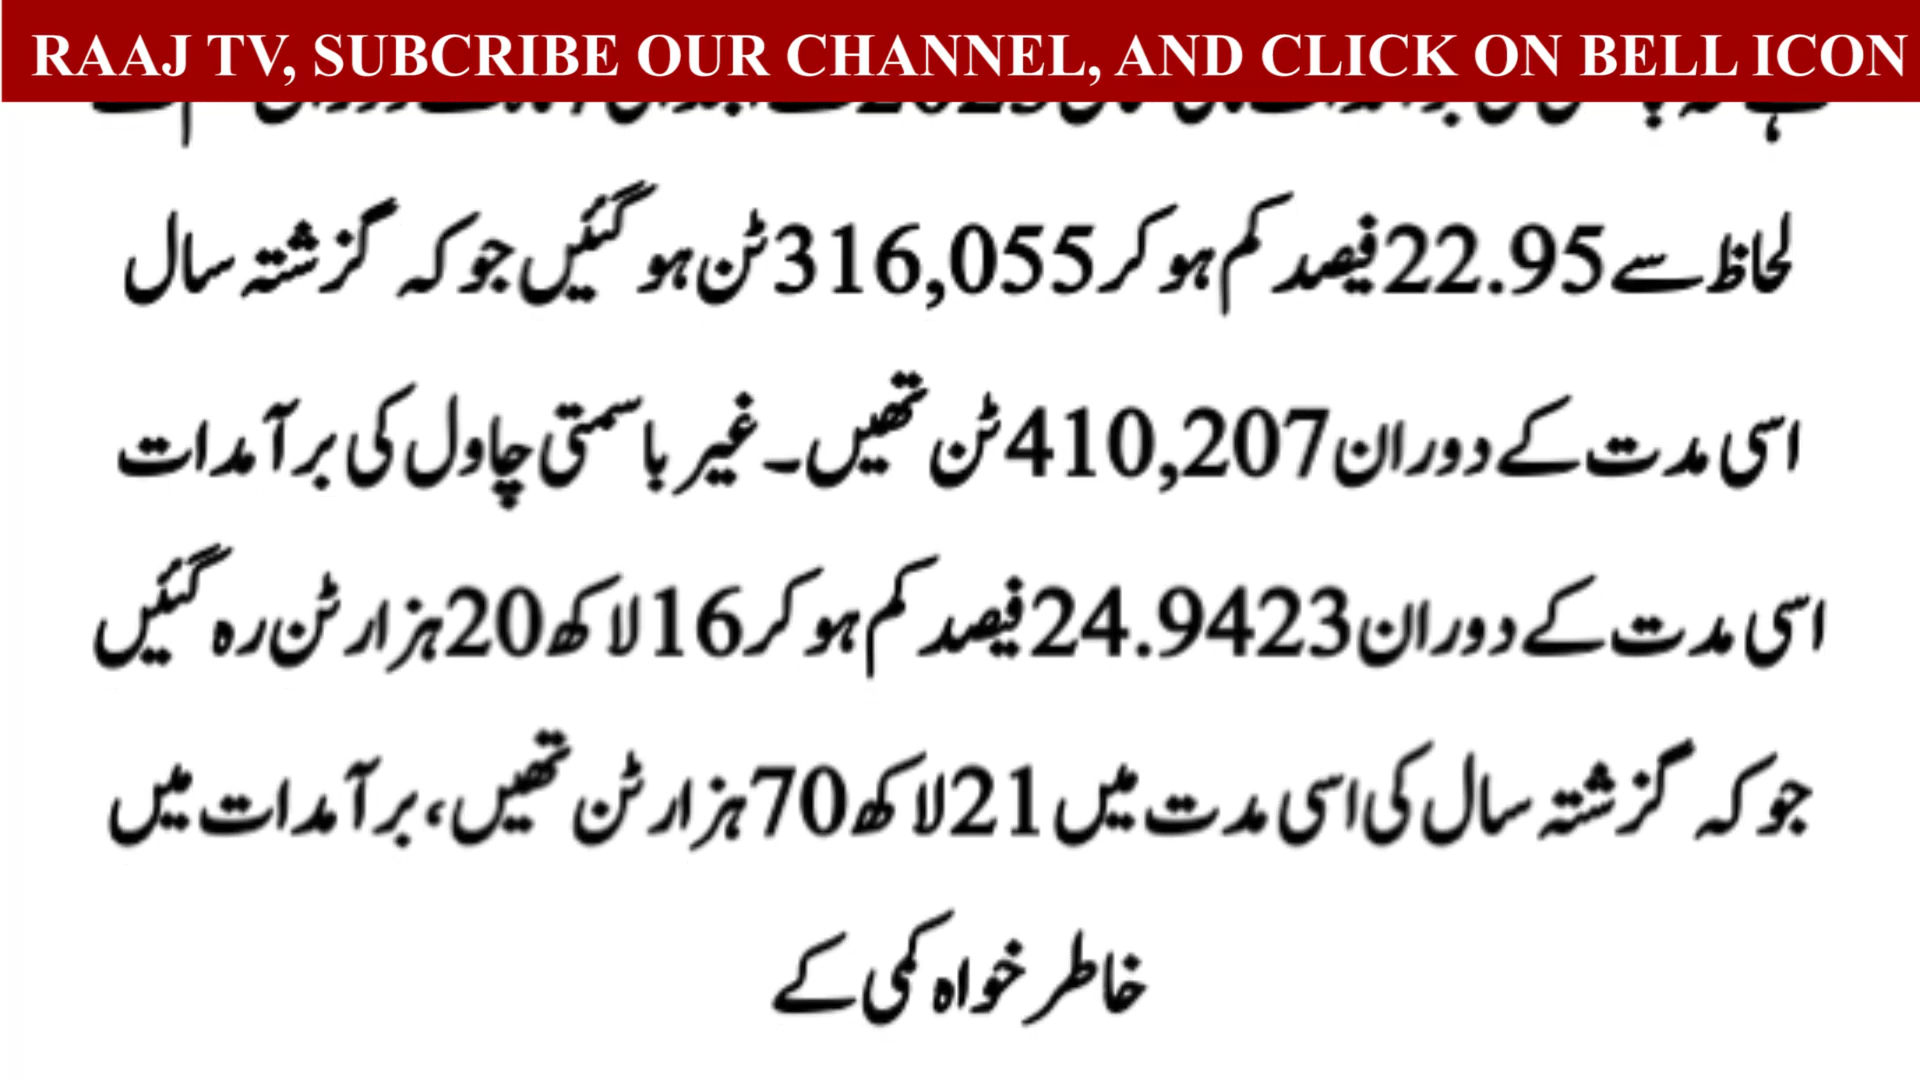 RAAJ TV, SUBCRIBE OUR CHANNEL, AND CLICK ON BELL ICON
لحاظ سے 22.95 فیصد کم ہو کر 316,055 ٹن ہو گئیں جو کہ گزشتہ سال
اسی مدت کے دوران 410,207 ٹن تھیں۔ غیر باسمتی چاول کی برآمدات
اسی مدت کے دوران 24.9423 فیصد کم ہو کر 16 لاکھ 20 ہزار ٹن رہ گئیں
جو کہ گزشتہ سال کی اسی مدت میں 21 لاکھ 70 ہزار ٹن تھیں، برآمدات میں
خاطر خواہ کمی کے